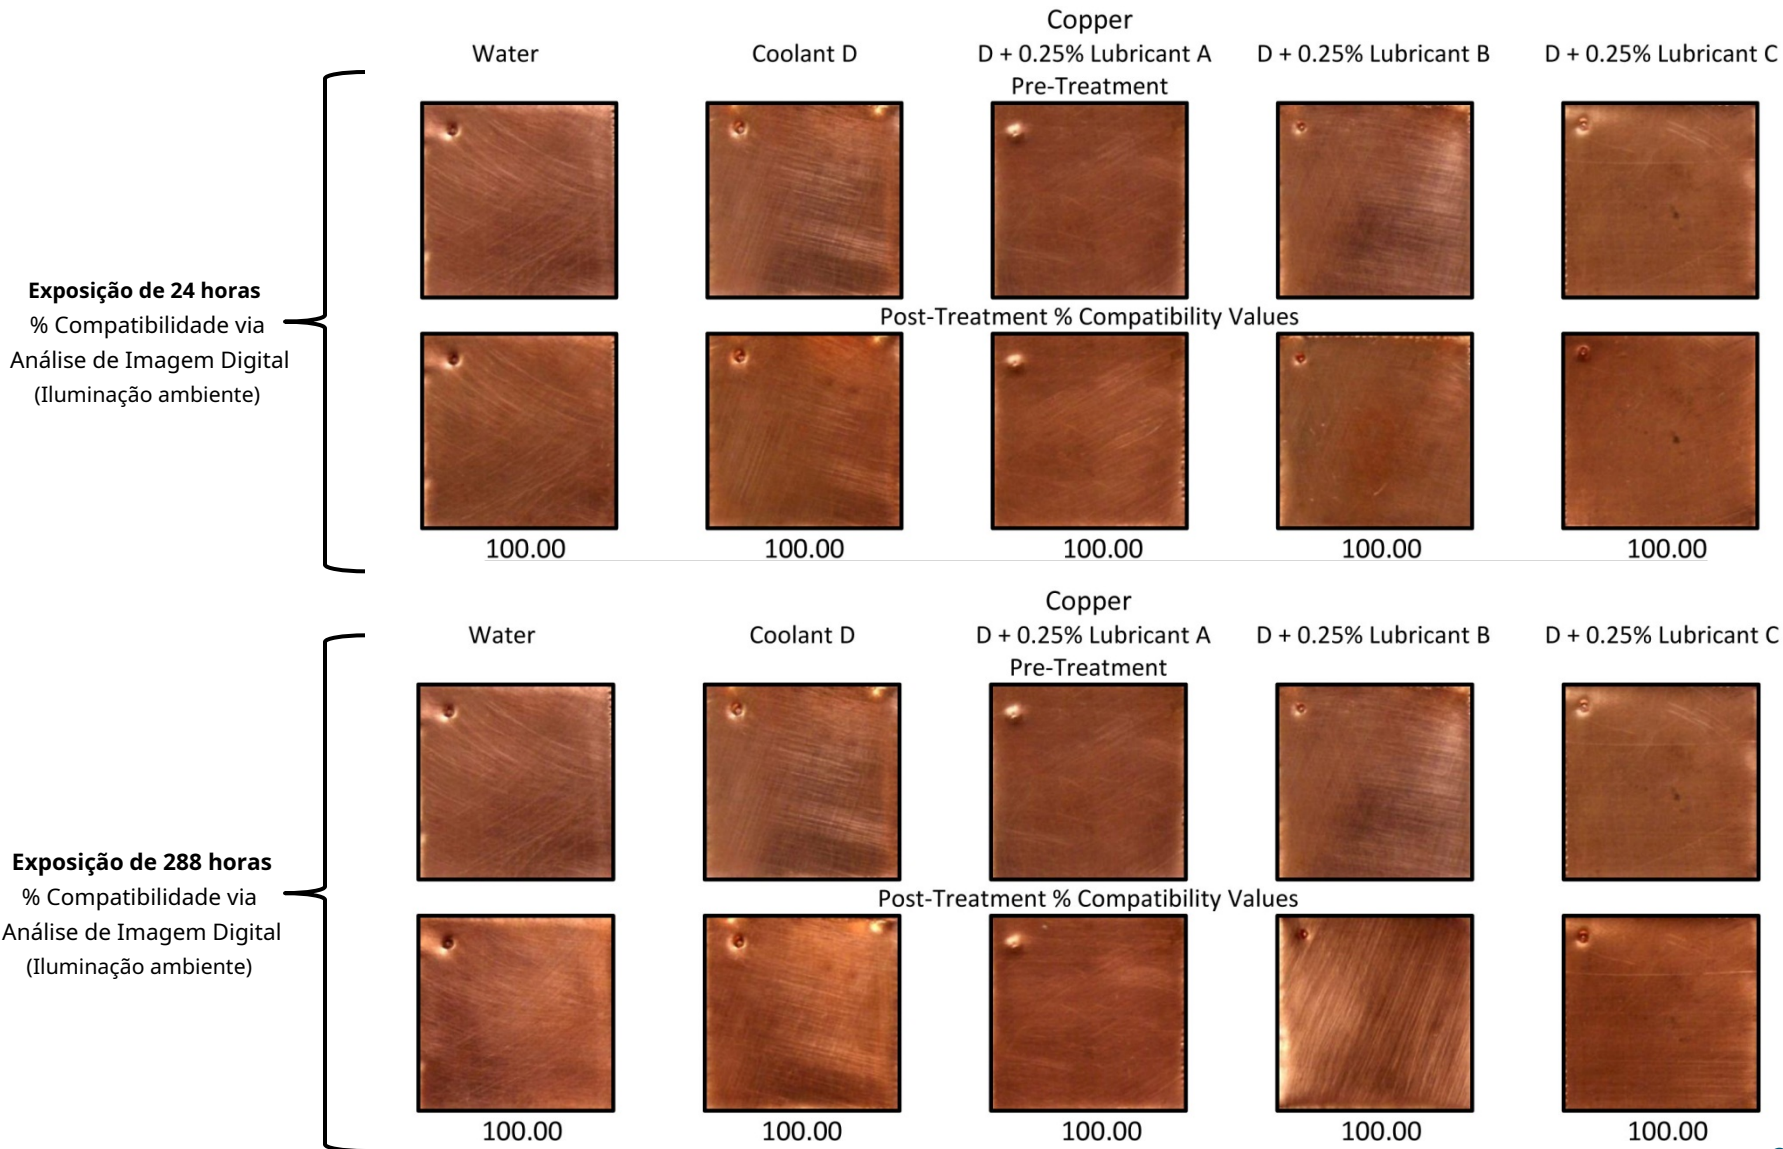 Copper
Water
Coolant D
D + 0.25% Lubricant A
D + 0.25% Lubricant B
D + 0.25% Lubricant C
Pre-Treatment
Exposição de 24 horas
% Compatibilidade via
Análise de Imagem Digital
(Iluminação ambiente)
Post-Treatment % Compatibility Values
100.00
100.00
100.00
100.00
100.00
Copper
Water
Coolant D
D + 0.25% Lubricant A
D + 0.25% Lubricant B
D + 0.25% Lubricant C
Pre-Treatment
Exposição de 288 horas
% Compatibilidade via
Análise de Imagem Digital
(Iluminação ambiente)
Post-Treatment % Compatibility Values
100.00
100.00
100.00
100.00
100.00